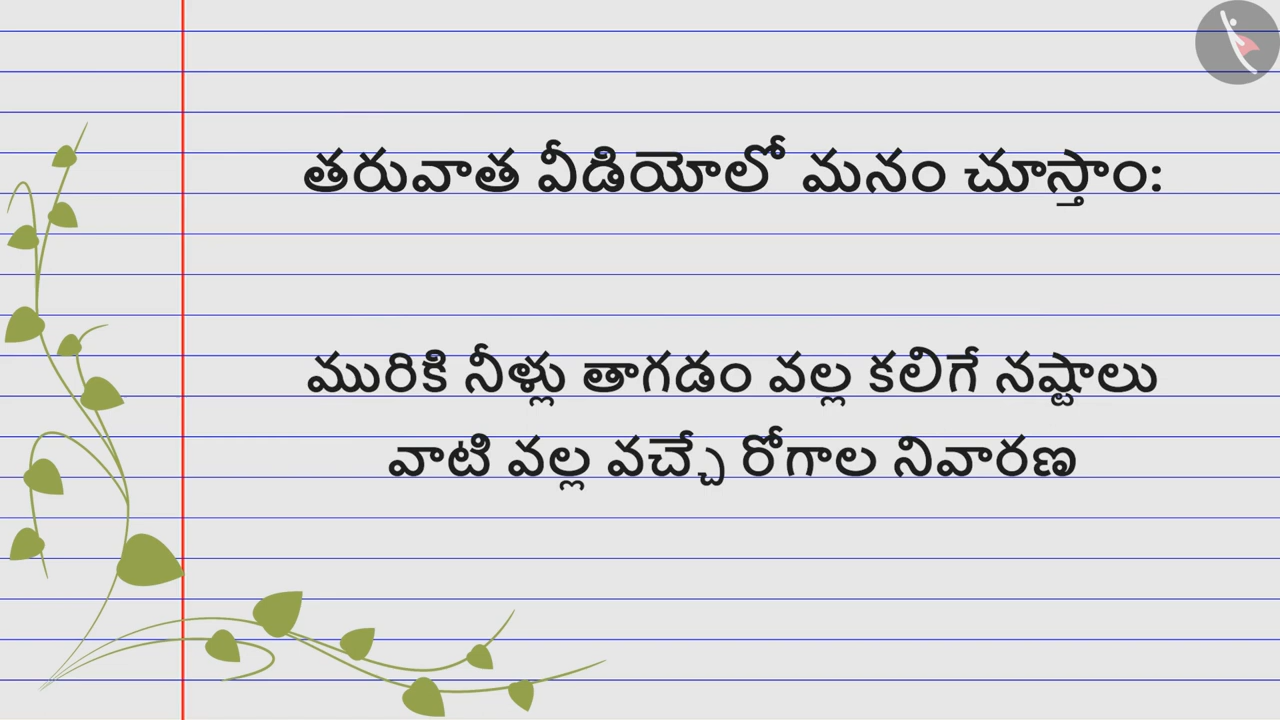 తరువాత వీడియోలో మనం చూస్తాం:
మురికి నీళ్లు తాగడం వల్ల కలిగే నష్టాలు
వాటి వల్ల వచ్చే రోగాల నివారణ